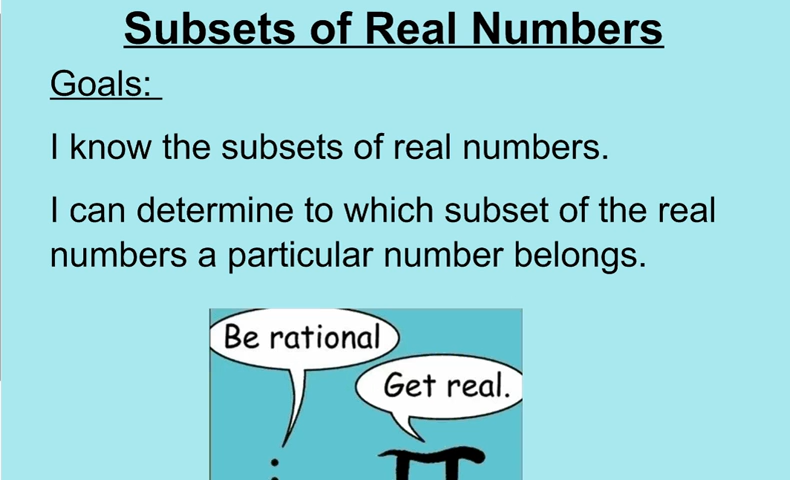 Subsets of Real Numbers
Goals:
I know the subsets of real numbers.
I can determine to which subset of the real
numbers a particular number belongs.
Be rational
Get real.